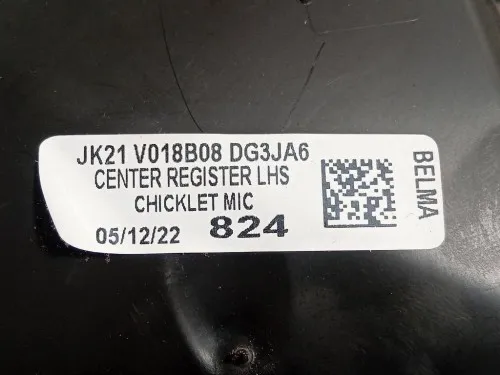 JK21 V018B08 DG3JA6
CENTER REGISTER LHS
CHICKLET MIC
05/12/22 824
BELMA